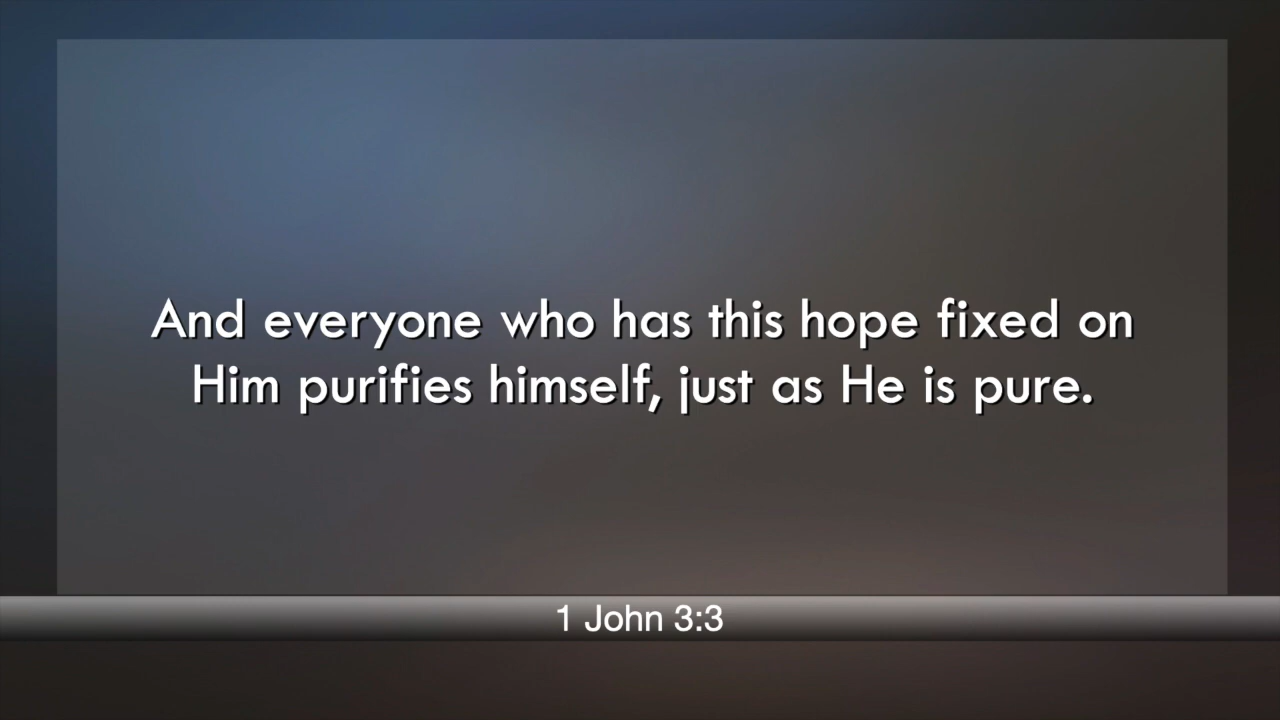 And everyone who has this hope fixed on
Him purifies himself, just as He is pure.
1 John 3:3